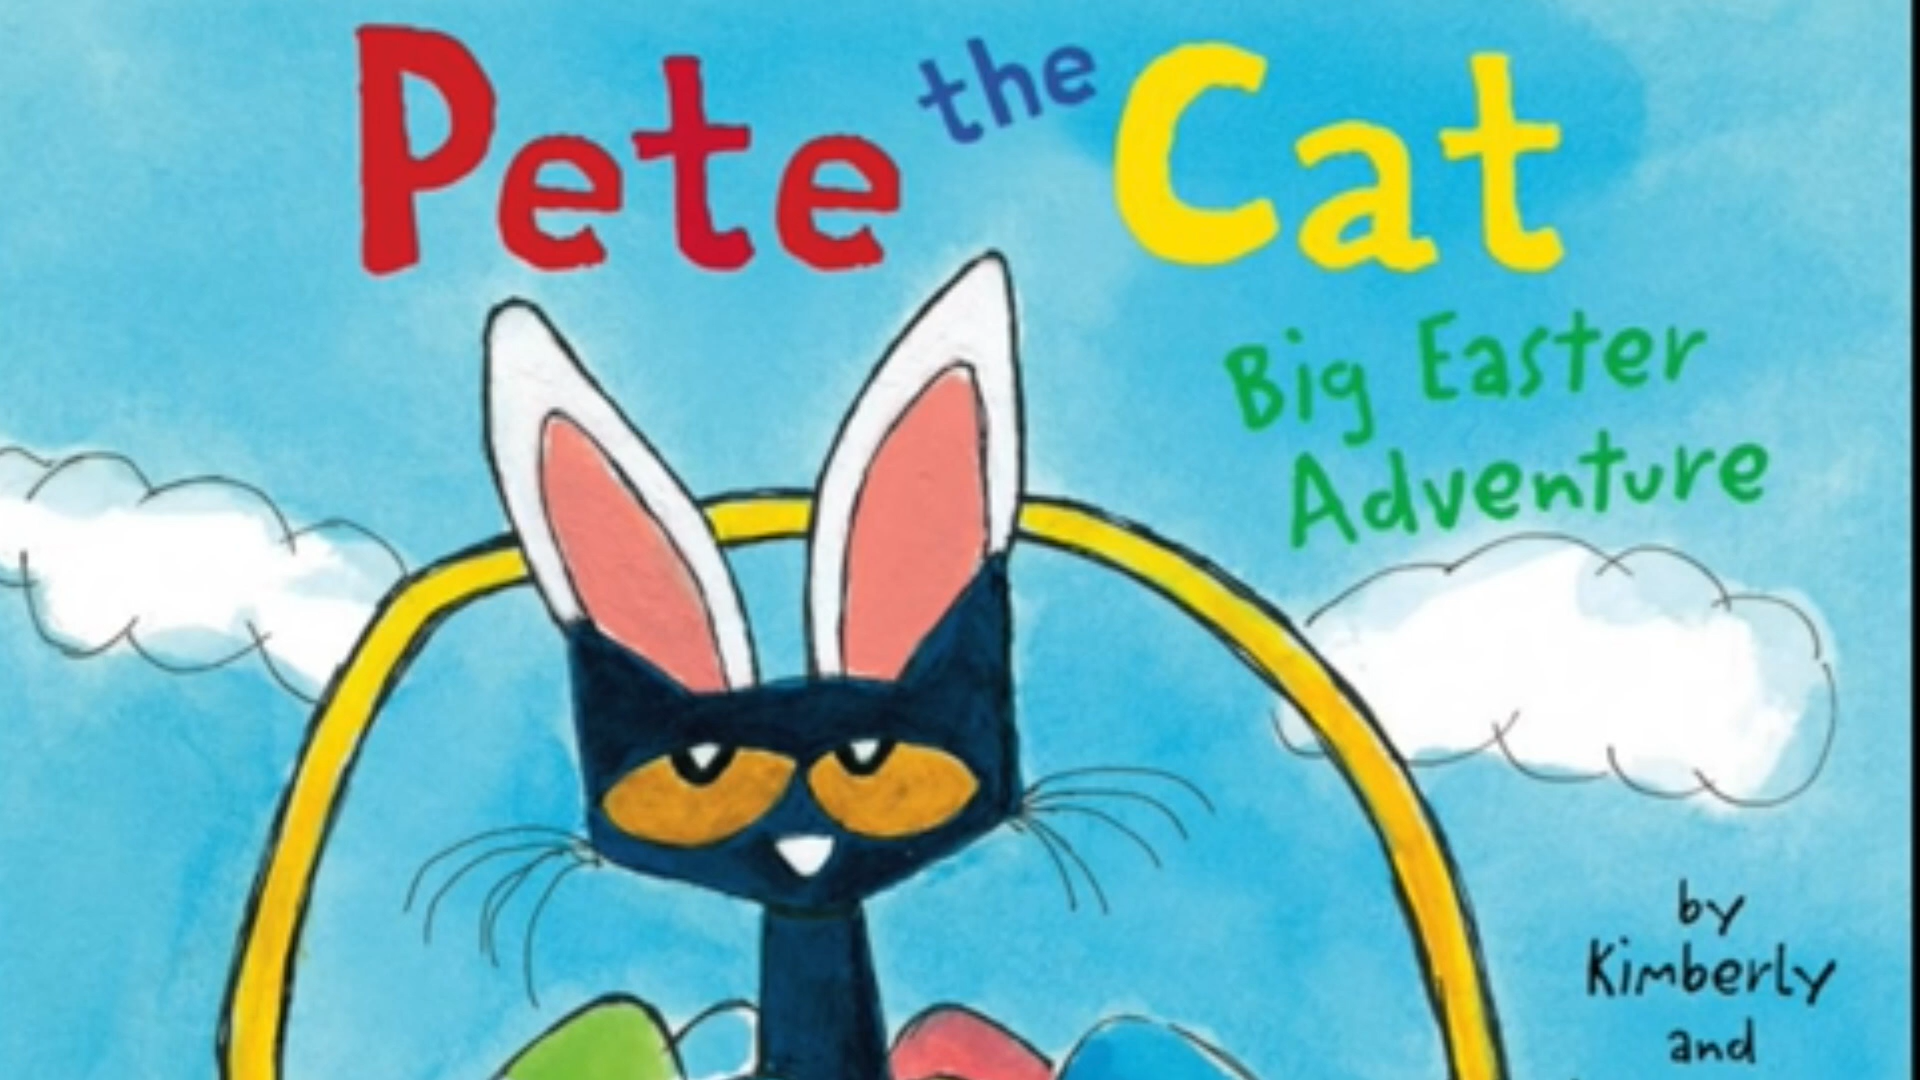 Pete the Cat
Big Easter
Adventure
by
Kimberly
and